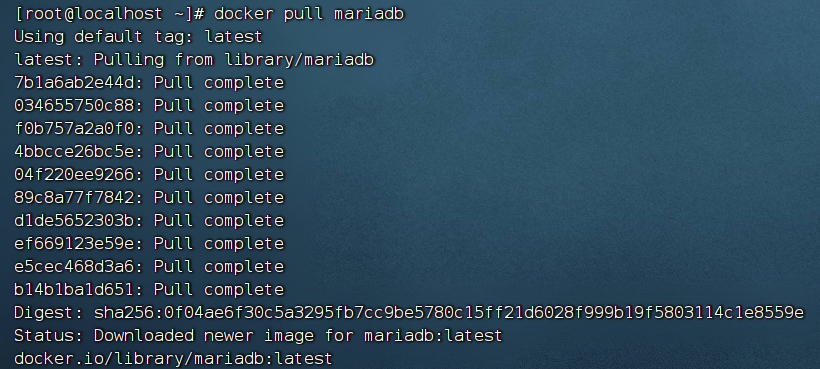 [root@localhost ~]# docker pull mariadb
Using default tag: latest
latest: Pulling from library/mariadb
7b1a6ab2e44d: Pull complete
034655750c88: Pull complete
f0b757a2a0f0: Pull complete
4bbcce26bc5e: Pull complete
04f220ee9266: Pull complete
89c8a77f7842: Pull complete
d1de5652303b: Pull complete
ef669123e59e: Pull complete
e5cec468d3a6: Pull complete
b14b1ba1d651: Pull complete
Digest: sha256:0f04ae6f30c5a3295fb7cc9be5780c15ff21d6028f999b19f5803114c1e8559e
Status: Downloaded newer image for mariadb:latest
docker.io/library/mariadb:latest